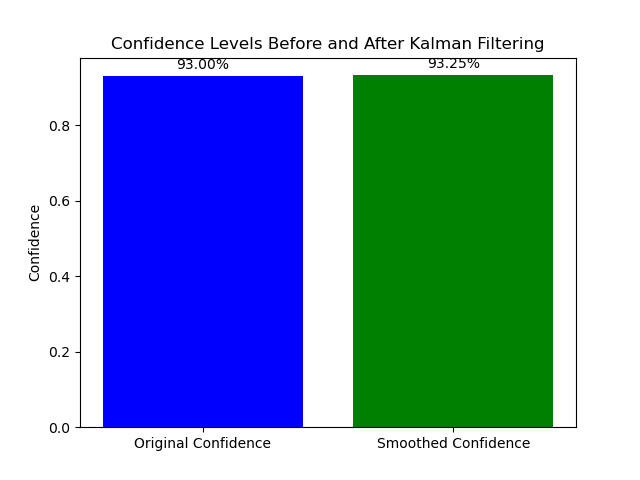 Confidence Levels Before and After Kalman Filtering
93.00%
93.25%
0.8
0.6
0.4
0.2
0.0
Confidence
Original Confidence
Smoothed Confidence